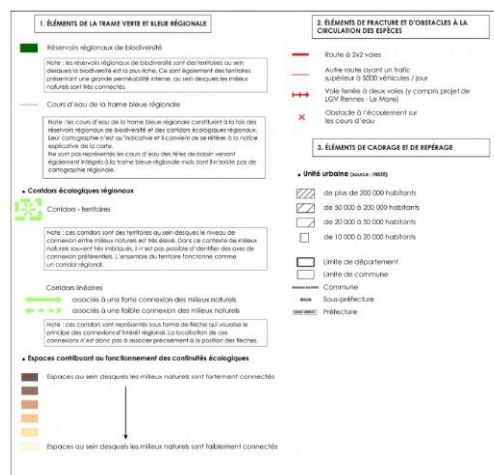 1. ÉLÉMENTS DE LA TRAME VERTE ET BLEUE RÉGIONALE
Réservoirs régionaux de biodiversité
Note : les réservoirs régionaux de biodiversité sont des territoires au sein
desquels la biodiversité est la plus riche. Ce sont également des territoires
présentant une grande perméabilité interne, au sein desquels les milieux
naturels sont très connectés.
Cours d'eau de la trame bleue régionale
Note : les cours d'eau de la trame bleue régionale constituent à la fois des
réservoirs régionaux de biodiversité et des corridors écologiques régionaux.
Leur cartographie n'est qu'indicative et il convient de se référer à la notice
explicative de la carte.
Ne sont pas représentés les cours d'eau des têtes de bassin versant
également intégrés à la trame bleue régionale mais dont il n'existe pas de
cartographie régionale.
• Corridors écologiques régionaux
Corridors - territoires
Note : ces corridors sont des territoires au sein desquels le niveau de
connexion entre milieux naturels est très élevé. Dans ce contexte de milieux
naturels souvent très imbriqués, il n'est pas possible d'identifier des axes de
connexion préférentiels. L'ensemble du territoire fonctionne comme
un corridor régional.
Corridors linéaires
associés à une forte connexion des milieux naturels
associés à une faible connexion des milieux naturels
Note : ces corridors sont représentés sous forme de flèche qui visualise le
principe des connexions d'intérêt régional. La localisation de ces
connexions n'est donc pas à associer précisément à la position des flèches.
• Espaces contribuant au fonctionnement des continuités écologiques
Espaces au sein desquels les milieux naturels sont fortement connectés
Espaces au sein desquels les milieux naturels sont faiblement connectés
2. ÉLÉMENTS DE FRACTURE ET D'OBSTACLES À LA
CIRCULATION DES ESPÈCES
Route à 2x2 voies
Autre route ayant un trafic
supérieur à 5000 véhicules / jour
Voie ferrée à deux voies (y compris projet de
LGV Rennes - Le Mans)
Obstacle à l'écoulement sur
les cours d'eau
3. ÉLÉMENTS DE CADRAGE ET DE REPÉRAGE
• Unité urbaine (source : INSEE)
de plus de 200 000 habitants
de 50 000 à 200 000 habitants
de 20 000 à 50 000 habitants
de 10 000 à 20 000 habitants
Limite de département
Limite de commune
Commune
REDON Sous-préfecture
SAINT-BRIEUC Préfecture